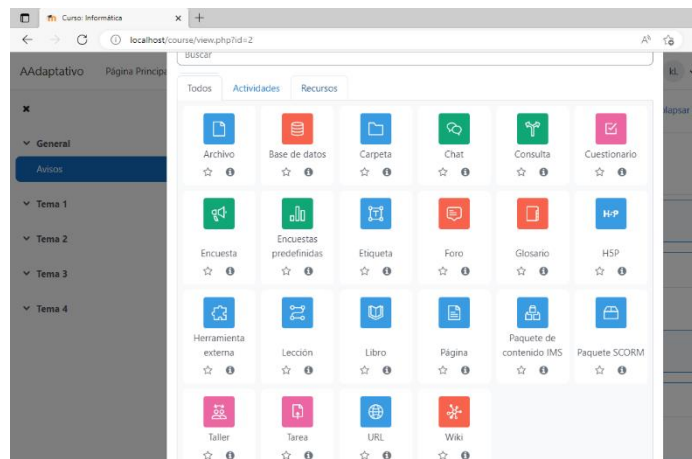 Curso: Informática
localhost/course/view.php?id=2
AAdaptativo Página Principa
kL
Buscar
Todos Actividades Recursos
olapsar
General
Avisos
Tema 1
Tema 2
Tema 3
Tema 4
Archivo Base de datos Carpeta Chat Consulta Cuestionario
Encuesta Encuestas predefinidas Etiqueta Foro Glosario H5P
H-P
Herramienta externa Lección Libro Página Paquete de contenido IMS Paquete SCORM
Taller Tarea URL Wiki